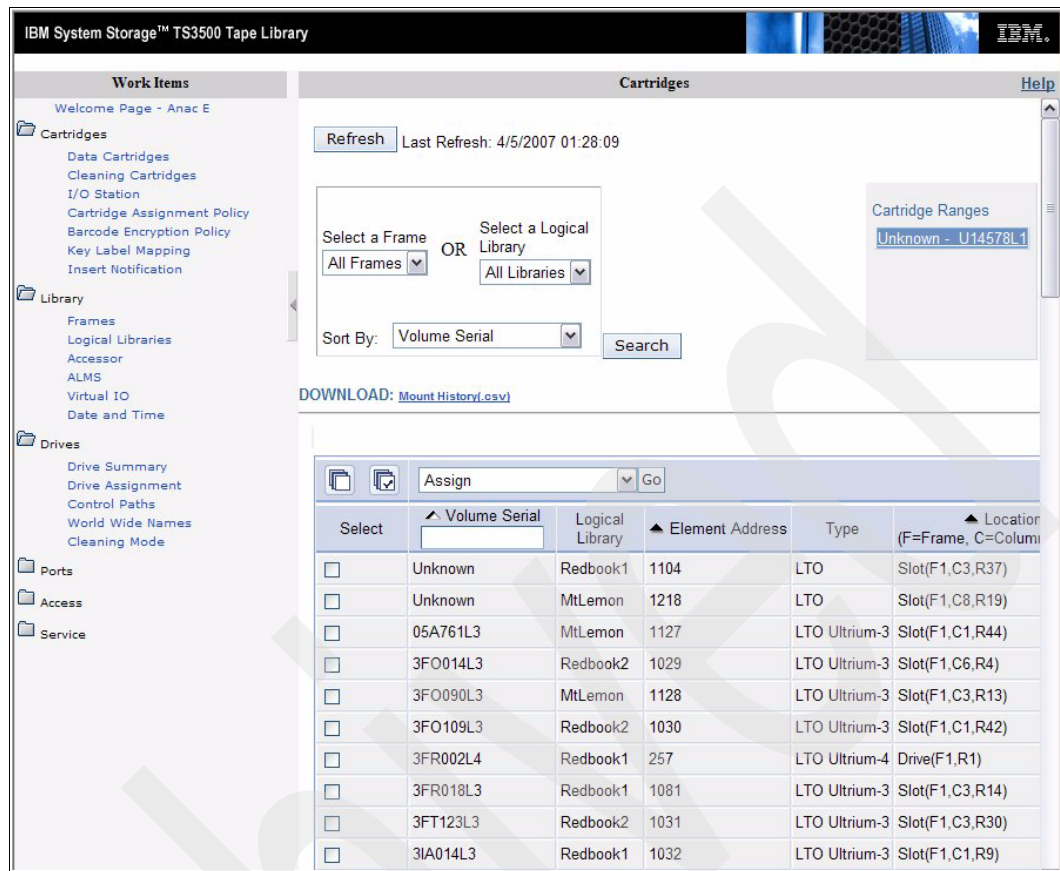 IBM System Storage™ TS3500 Tape Library
IBM.
Work Items
Welcome Page - Anac E
Cartridges
Data Cartridges
Cleaning Cartridges
I/O Station
Cartridge Assignment Policy
Barcode Encryption Policy
Key Label Mapping
Insert Notification
Library
Frames
Logical Libraries
Accessor
ALMS
Virtual IO
Date and Time
Drives
Drive Summary
Drive Assignment
Control Paths
World Wide Names
Cleaning Mode
Ports
Access
Service
Cartridges
Help
Refresh Last Refresh: 4/5/2007 01:28:09
Select a Frame
All Frames
OR
Select a Logical
Library
All Libraries
Sort By: Volume Serial
Search
Cartridge Ranges
Unknown - U14578L1
DOWNLOAD: Mount History(.csv)
Assign Go
Select Volume Serial Logical Library Element Address Type Location (F=Frame, C=Colum
Unknown Redbook1 1104 LTO Slot(F1,C3,R37)
Unknown MtLemon 1218 LTO Slot(F1,C8,R19)
05A761L3 MtLemon 1127 LTO Ultrium-3 Slot(F1,C1,R44)
3FO014L3 Redbook2 1029 LTO Ultrium-3 Slot(F1,C6,R4)
3FO090L3 MtLemon 1128 LTO Ultrium-3 Slot(F1,C3,R13)
3FO109L3 Redbook2 1030 LTO Ultrium-3 Slot(F1,C1,R42)
3FR002L4 Redbook1 257 LTO Ultrium-4 Drive(F1,R1)
3FR018L3 Redbook1 1081 LTO Ultrium-3 Slot(F1,C3,R14)
3FT123L3 Redbook2 1031 LTO Ultrium-3 Slot(F1,C3,R30)
3IA014L3 Redbook1 1032 LTO Ultrium-3 Slot(F1,C1,R9)